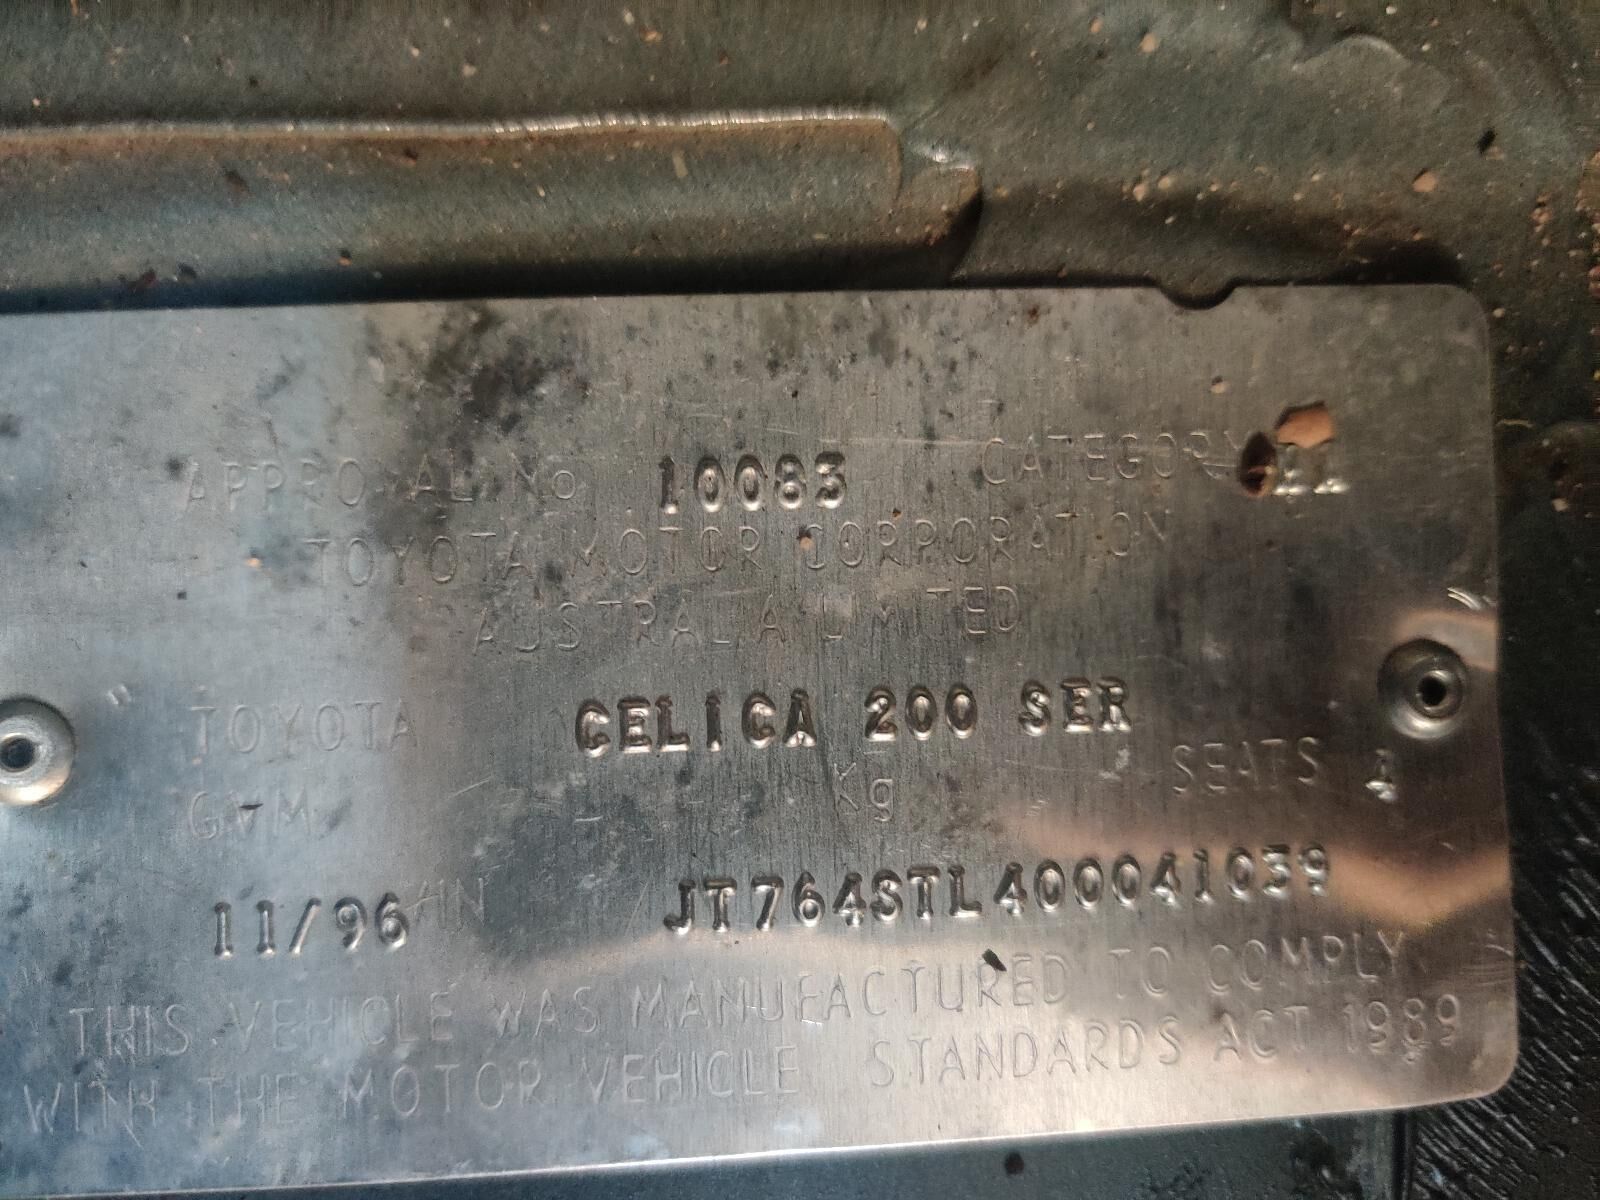 APPROVAL No 10083 CATEGORY
TOYOTA MOTOR CORPORATION
AUSTRALIA LIMITED
TOYOTA CELICA 200 SER
GVM Kg SEATS 4
11/96 VIN JT764STL400041039
THIS VEHICLE WAS MANUFACTURED TO COMPLY
WITH THE MOTOR VEHICLE STANDARDS ACT 1989